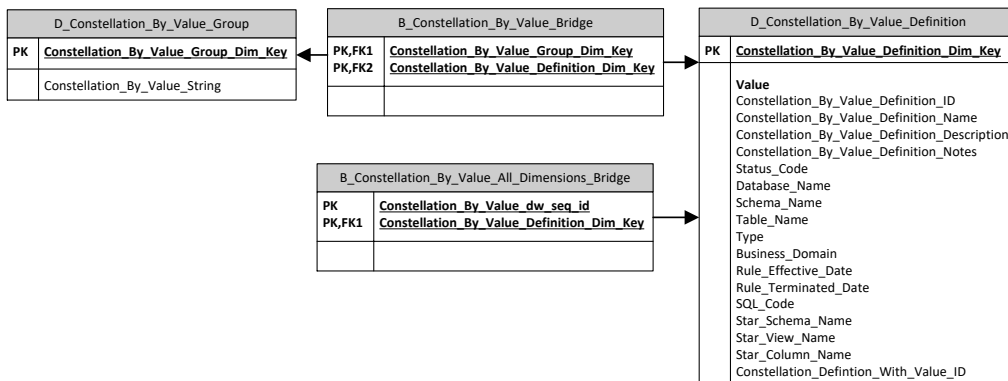 D_Constellation_By_Value_Group
PK Constellation_By_Value_Group_Dim_Key
Constellation_By_Value_String
B_Constellation_By_Value_Bridge
PK,FK1 Constellation_By_Value_Group_Dim_Key
PK,FK2 Constellation_By_Value_Definition_Dim_Key
B_Constellation_By_Value_All_Dimensions_Bridge
PK Constellation_By_Value_dw_seq_id
PK,FK1 Constellation_By_Value_Definition_Dim_Key
D_Constellation_By_Value_Definition
PK Constellation_By_Value_Definition_Dim_Key
Value
Constellation_By_Value_Definition_ID
Constellation_By_Value_Definition_Name
Constellation_By_Value_Definition_Description
Constellation_By_Value_Definition_Notes
Status_Code
Database_Name
Schema_Name
Table_Name
Type
Business_Domain
Rule_Effective_Date
Rule_Terminated_Date
SQL_Code
Star_Schema_Name
Star_View_Name
Star_Column_Name
Constellation_Defintion_With_Value_ID